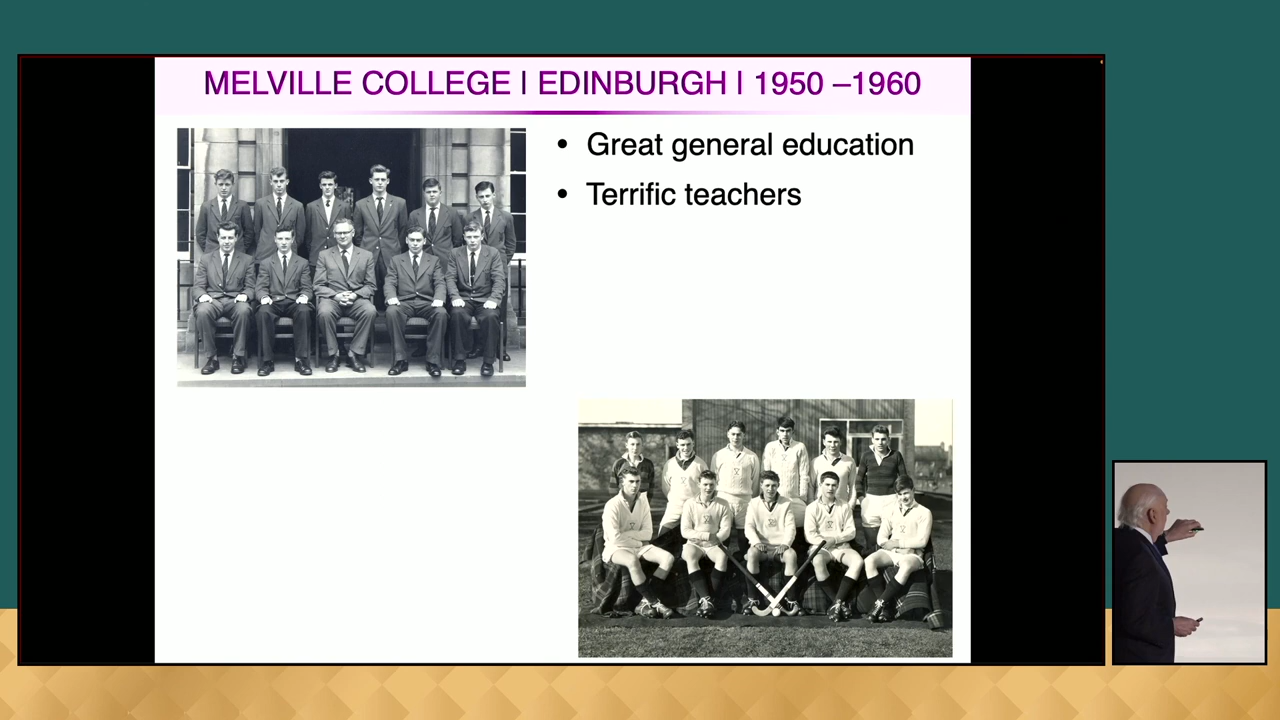 MELVILLE COLLEGE | EDINBURGH | 1950 –1960
• Great general education
• Terrific teachers